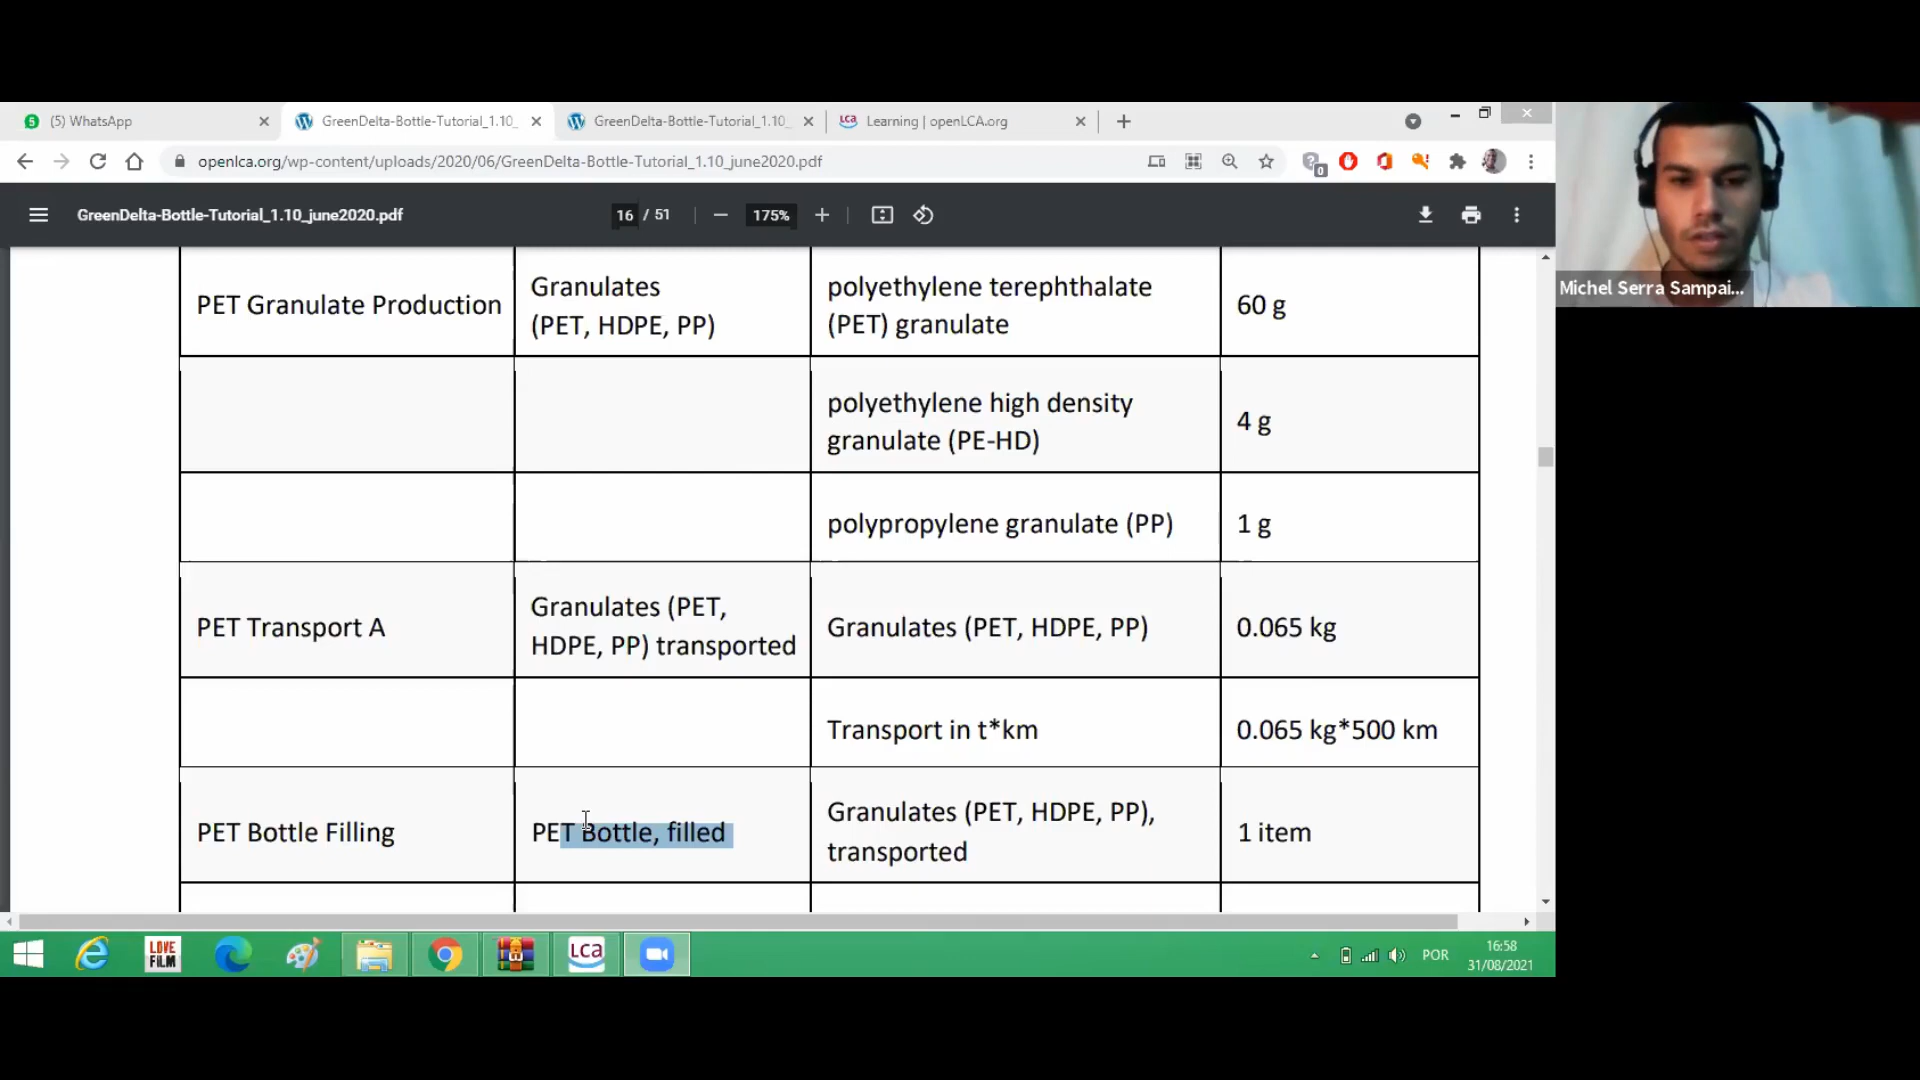 (5) WhatsApp
GreenDelta-Bottle-Tutorial_1.10_
GreenDelta-Bottle-Tutorial_1.10_
LCA
Learning | openLCA.org
openlca.org/wp-content/uploads/2020/06/GreenDelta-Bottle-Tutorial_1.10_june2020.pdf
0
GreenDelta-Bottle-Tutorial_1.10_june2020.pdf
16 / 51
175%
Michel Serra Sampai...
PET Granulate Production
Granulates
(PET, HDPE, PP)
polyethylene terephthalate
(PET) granulate
60 g
polyethylene high density
granulate (PE-HD)
4 g
polypropylene granulate (PP)
1 g
PET Transport A
Granulates (PET,
HDPE, PP) transported
Granulates (PET, HDPE, PP)
0.065 kg
Transport in t*km
0.065 kg*500 km
PET Bottle Filling
PET Bottle, filled
Granulates (PET, HDPE, PP),
transported
1 item
LOVE
FILM
LCA
POR
16:58
31/08/2021